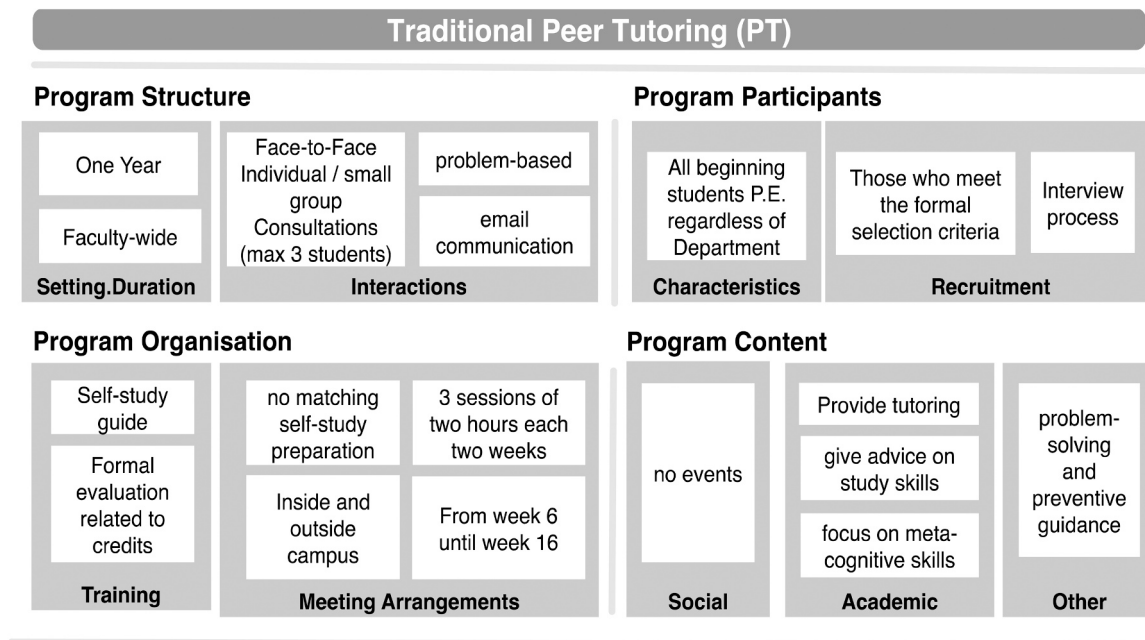 Traditional Peer Tutoring (PT)
Program Structure
One Year
Faculty-wide
Setting.Duration
Face-to-Face
Individual / small
group
Consultations
(max 3 students)
problem-based
email
communication
Interactions
Program Participants
All beginning
students P.E.
regardless of
Department
Characteristics
Those who meet
the formal
selection criteria
Interview
process
Recruitment
Program Organisation
Self-study
guide
Formal
evaluation
related to
credits
Training
no matching
self-study
preparation
3 sessions of
two hours each
two weeks
Inside and
outside
campus
From week 6
until week 16
Meeting Arrangements
Program Content
no events
Social
Provide tutoring
give advice on
study skills
focus on meta-
cognitive skills
Academic
problem-
solving
and
preventive
guidance
Other